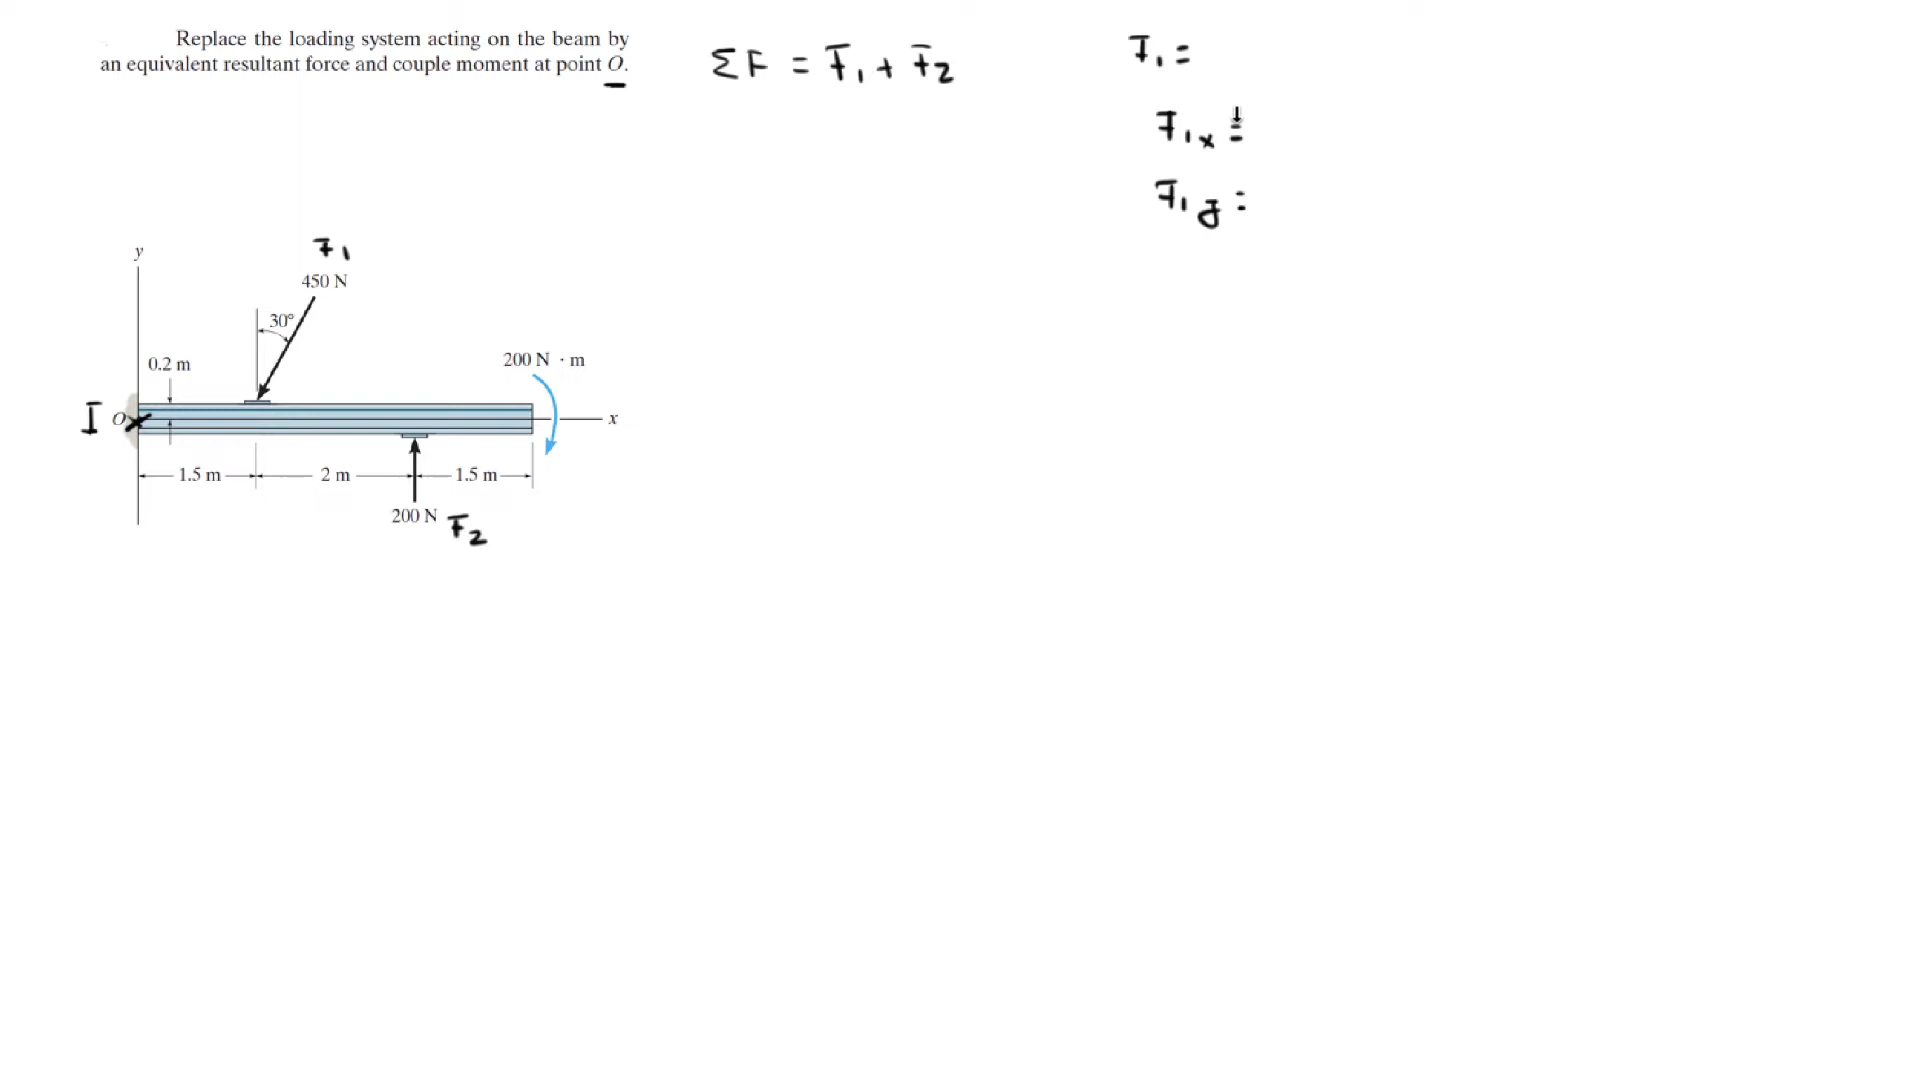 Replace the loading system acting on the beam by
an equivalent resultant force and couple moment at point O.
ΣF = F1 + F2
F1 =
F1x =
F1y =
y
F1
450 N
30°
0.2 m
200 N · m
I
O
x
1.5 m
2 m
1.5 m
200 N
F2